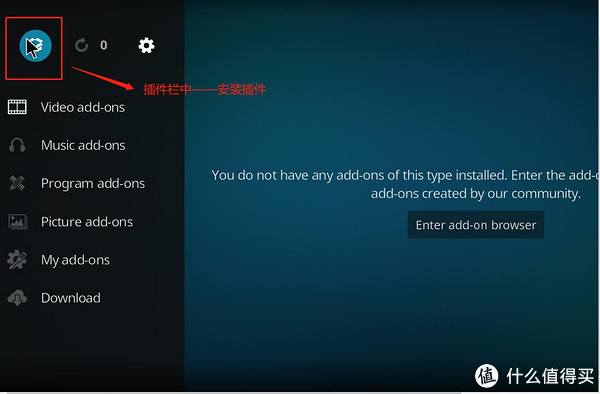 0
插件栏中——安装插件
Video add-ons
Music add-ons
Program add-ons
Picture add-ons
My add-ons
Download
You do not have any add-ons of this type installed. Enter the add-o
add-ons created by our community.
Enter add-on browser
值 什么值得买